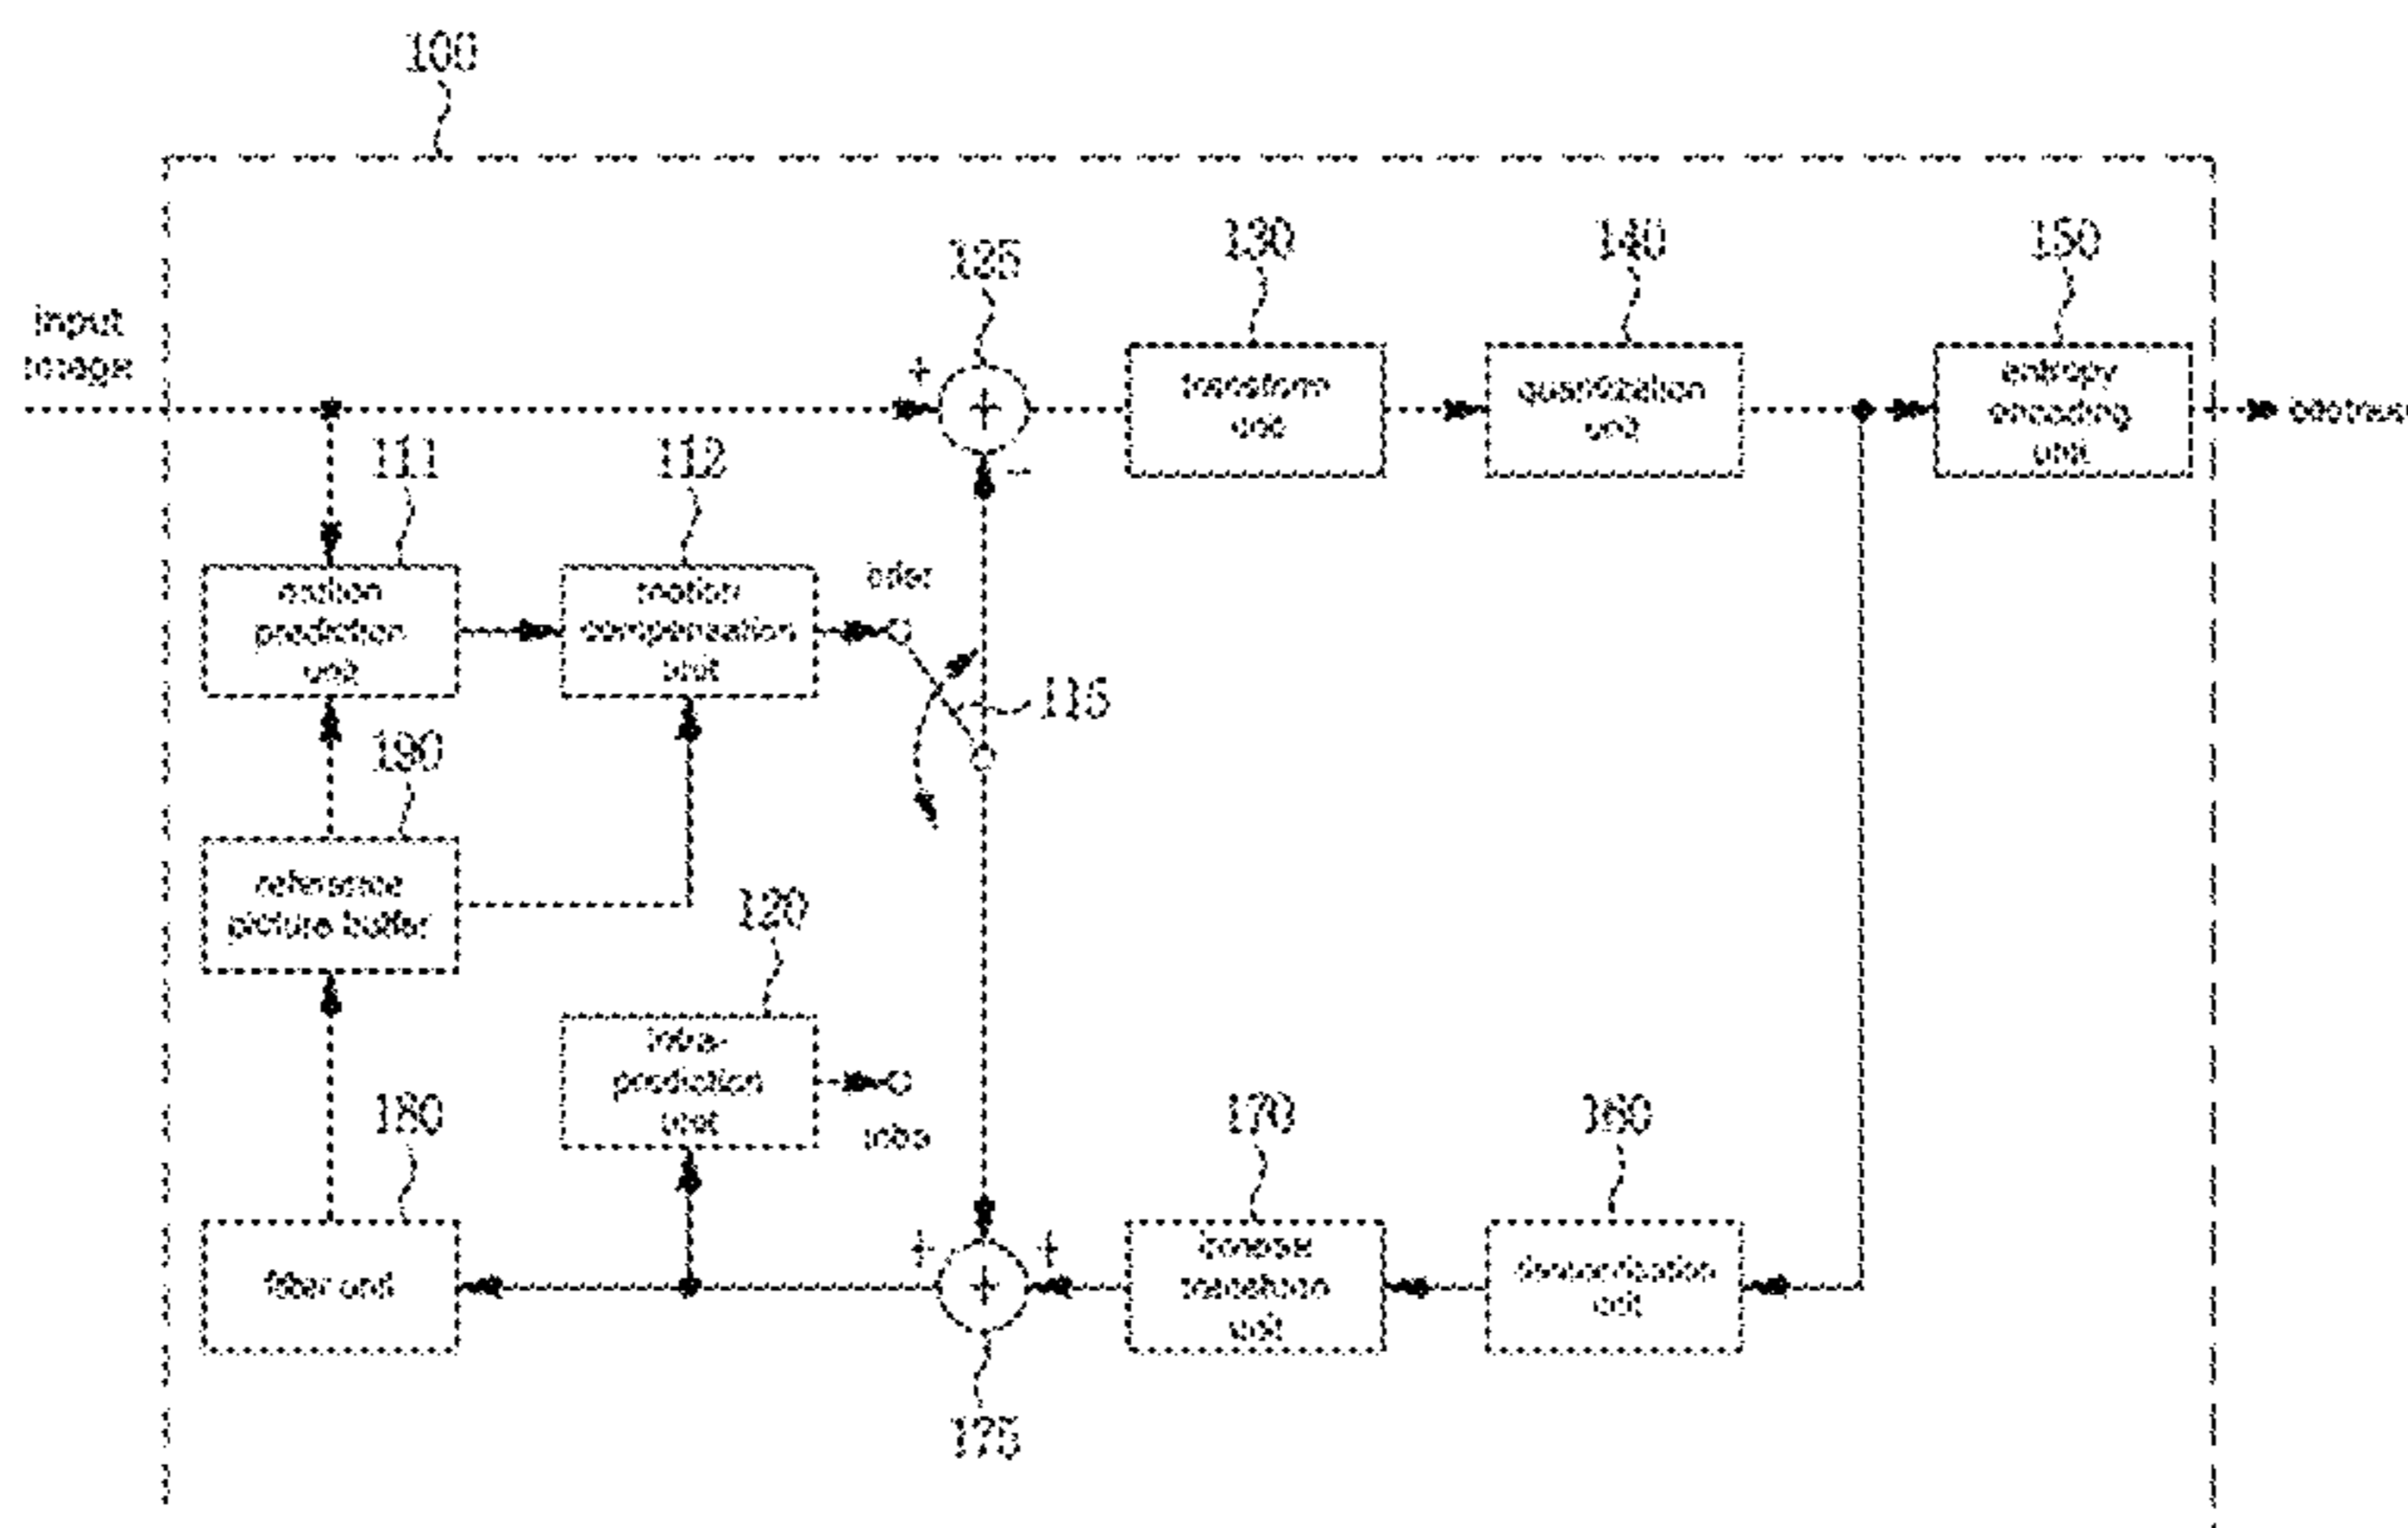 100
125
130
140
150
input
image
transform
unit
quantization
unit
entropy
encoding
unit
111
112
motion
prediction
unit
motion
compensation
unit
inter
115
190
reference
picture buffer
120
intra-
prediction
unit
intra
180
170
160
filter unit
+
+
+
inverse
transform
unit
dequantization
unit
175
+
+
-